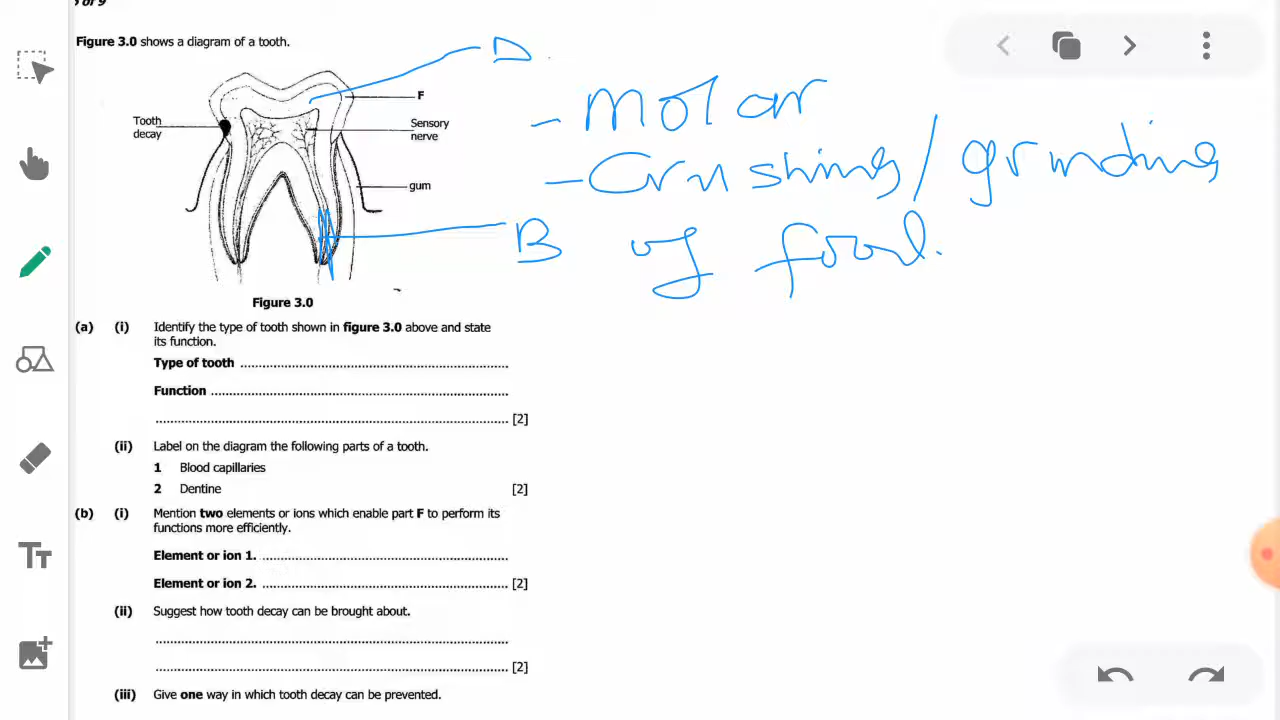 5 of 9
Figure 3.0 shows a diagram of a tooth.
D
F
- Molar
Tooth decay
Sensory nerve
- Crushing/grinding
gum
B
of food.
Figure 3.0
(a) (i) Identify the type of tooth shown in figure 3.0 above and state
its function.
Type of tooth ..........
Function ..........
.......... [2]
(ii) Label on the diagram the following parts of a tooth.
1 Blood capillaries
2 Dentine [2]
(b) (i) Mention two elements or ions which enable part F to perform its
functions more efficiently.
Element or ion 1. ..........
Element or ion 2. .......... [2]
(ii) Suggest how tooth decay can be brought about.
..........
.......... [2]
(iii) Give one way in which tooth decay can be prevented.
Tт